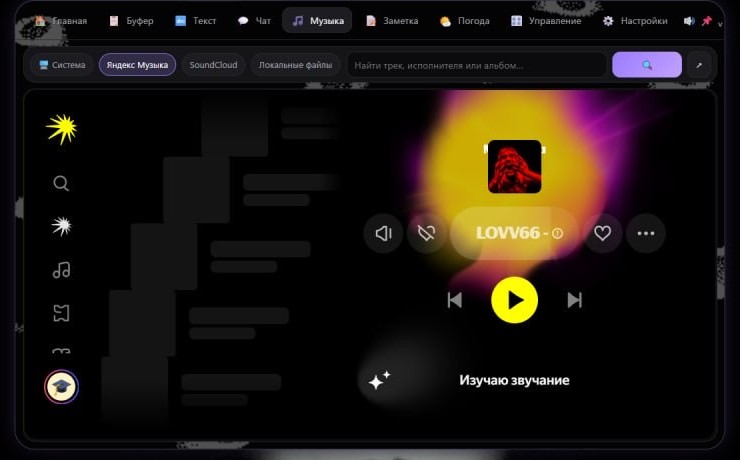 Главная Буфер Текст Чат Музыка Заметка Погода Управление Настройки
Система Яндекс Музыка SoundCloud Локальные файлы Найти трек, исполнителя или альбом...
LOVV66 -
Изучаю звучание